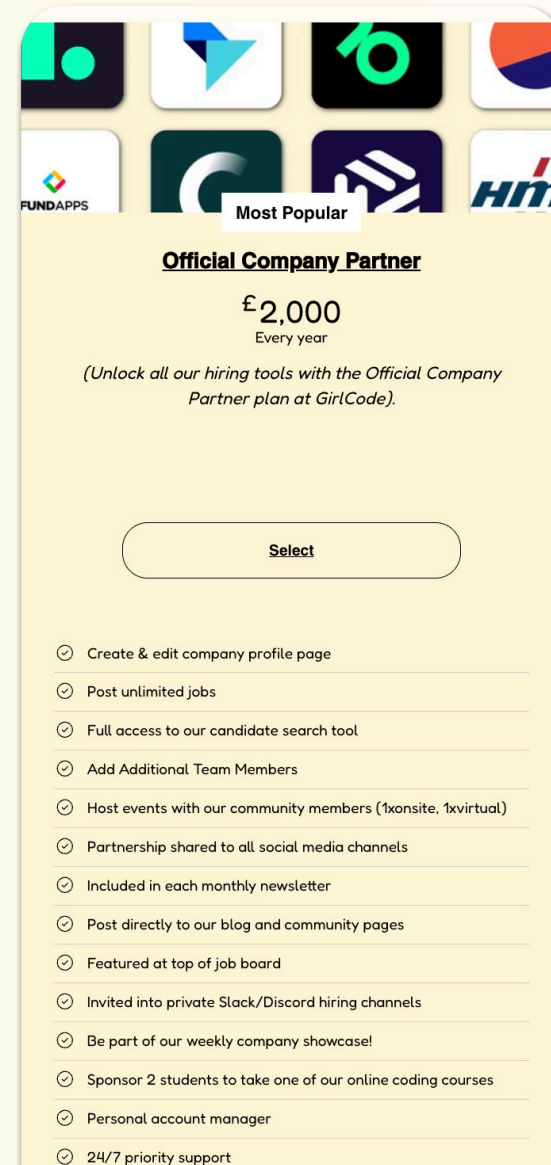 FUNDAPPS
Most Popular
Official Company Partner
£2,000
Every year
(Unlock all our hiring tools with the Official Company
Partner plan at GirlCode).
Select
Create & edit company profile page
Post unlimited jobs
Full access to our candidate search tool
Add Additional Team Members
Host events with our community members (1xonsite, 1xvirtual)
Partnership shared to all social media channels
Included in each monthly newsletter
Post directly to our blog and community pages
Featured at top of job board
Invited into private Slack/Discord hiring channels
Be part of our weekly company showcase!
Sponsor 2 students to take one of our online coding courses
Personal account manager
24/7 priority support